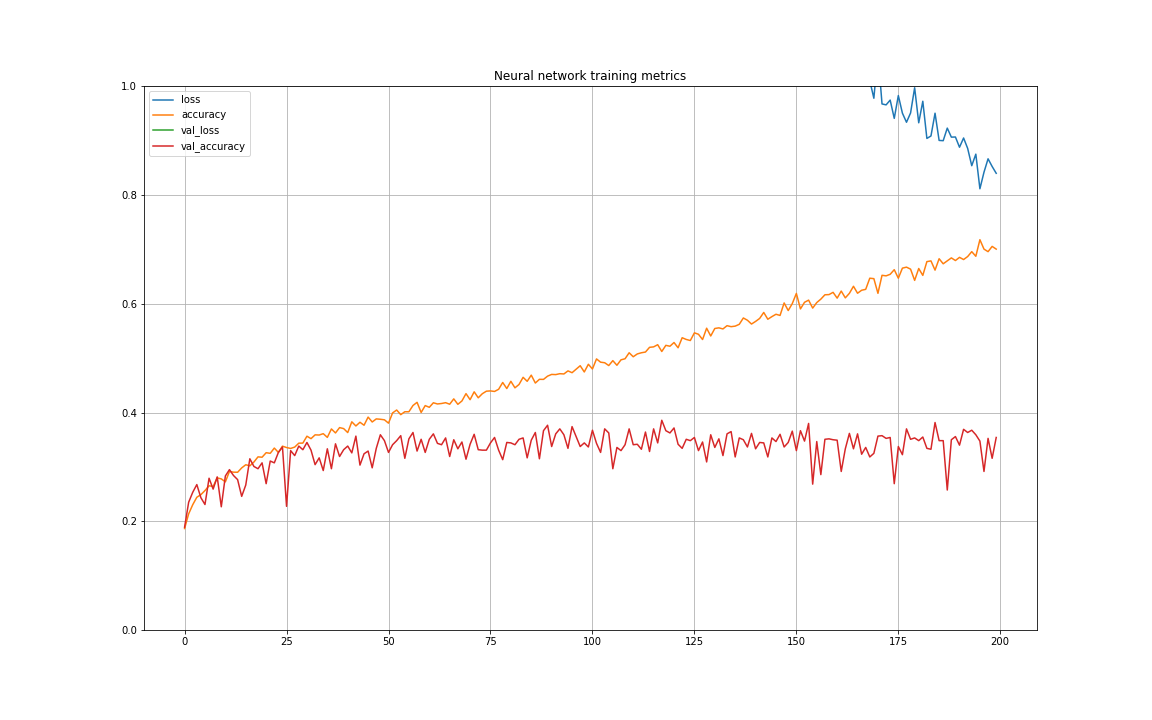 Neural network training metrics
1.0
loss
accuracy
val_loss
val_accuracy
0.8
0.6
0.4
0.2
0.0
0 25 50 75 100 125 150 175 200